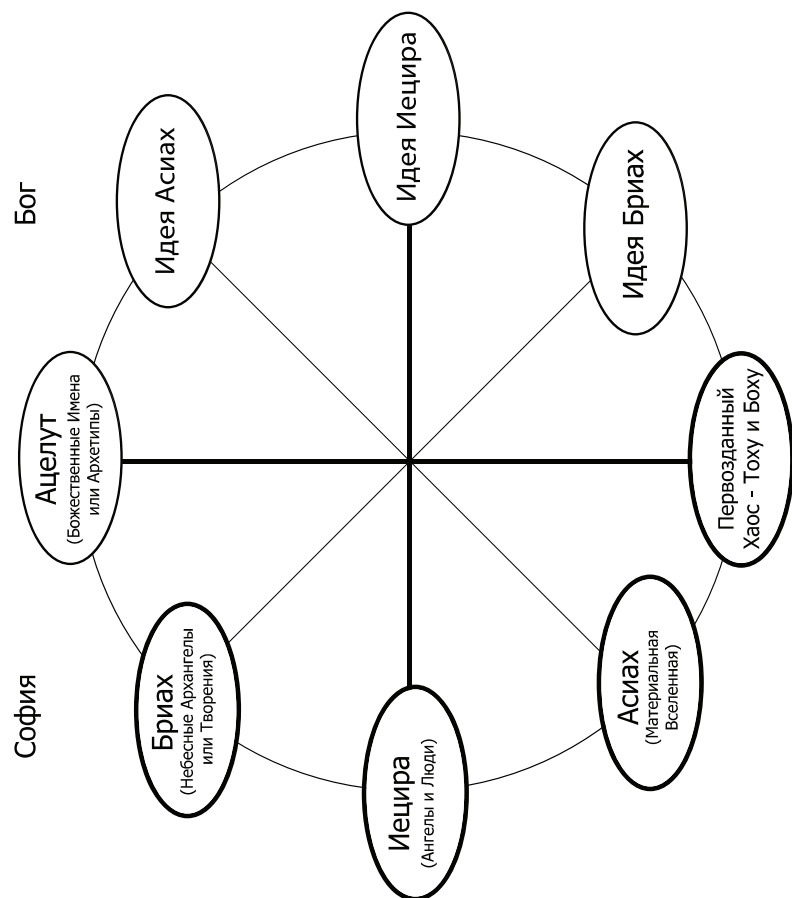 София
Бог
Ацелут
(Божественные Имена
или Архетипы)
Бриах
(Небесные Архангелы
или Творения)
Идея Асиах
Иецира
(Ангелы и Люди)
Идея Иецира
Асиах
(Материальная
Вселенная)
Идея Бриах
Первозданный
Хаос - Тоху и Боху